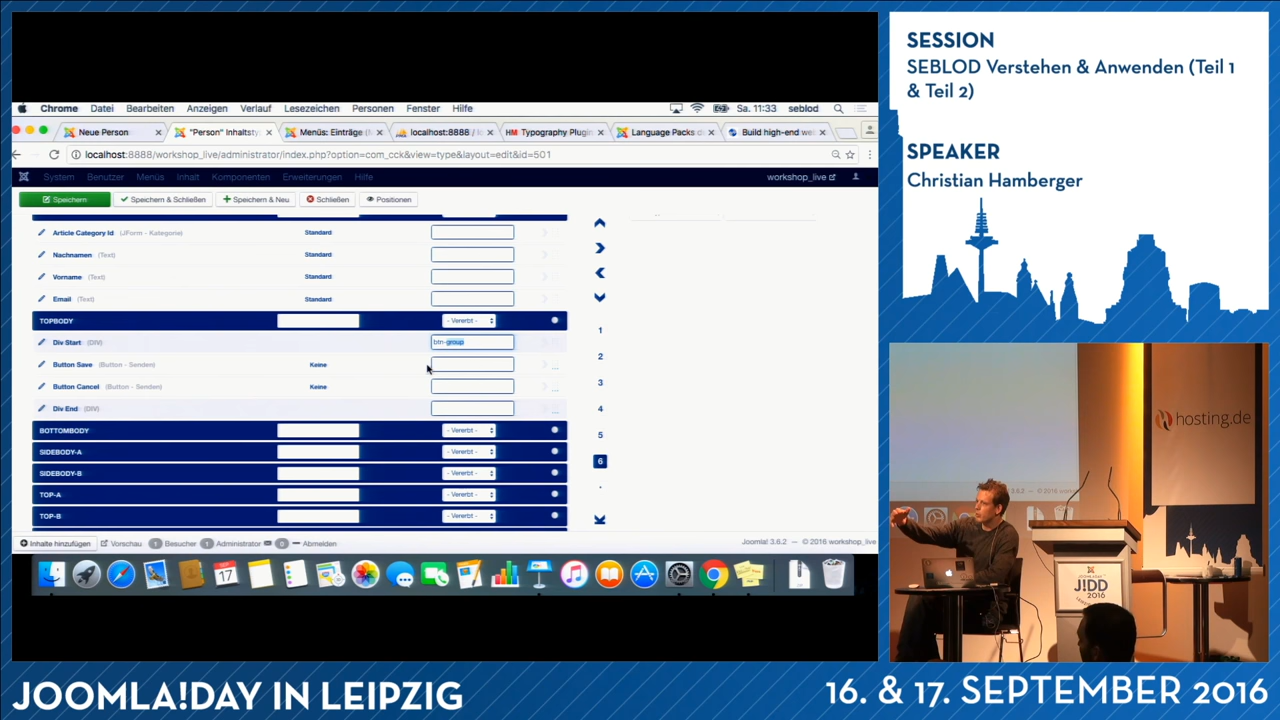 SESSION
SEBLOD Verstehen & Anwenden (Teil 1
& Teil 2)
SPEAKER
Christian Hamberger
Chrome Datei Bearbeiten Anzeigen Verlauf Lesezeichen Personen Fenster Hilfe Sa. 11:33 seblod
Neue Person "Person" Inhaltsty Menüs: Einträge ( localhost:8888 / Typography Plugin Language Packs Build high-end we
localhost:8888/workshop_live/administrator/index.php?option=com_cck&view=type&layout=edit&id=501
System Benutzer Menüs Inhalt Komponenten Erweiterungen Hilfe workshop_live
Speichern Speichern & Schließen Speichern & Neu Schließen Positionen
Article Category Id (JForm - Kategorie) Standard
Nachnamen (Text) Standard
Vorname (Text) Standard
Email (Text) Standard
TOPBODY - Vererbt -
Div Start (DIV) btn-group
Button Save (Button - Senden) Keine
Button Cancel (Button - Senden) Keine
Div End (DIV)
BOTTOMBODY - Vererbt -
SIDEBODY-A - Vererbt -
SIDEBODY-B - Vererbt -
TOP-A - Vererbt -
TOP-B - Vererbt -
1
2
3
4
5
6
Inhalte hinzufügen Vorschau 1 Besucher 1 Administrator 0 Abmelden Joomla! 3.6.2 — © 2016 workshop_live
17
hosting.de
J!DD
2016
JOOMLA!DAY IN LEIPZIG
16. & 17. SEPTEMBER 2016